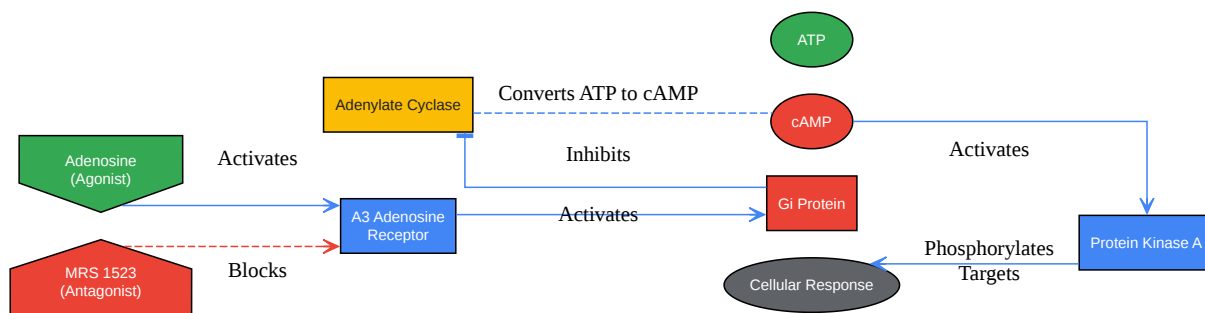 ATP
Adenylate Cyclase
Converts ATP to cAMP
cAMP
Adenosine
(Agonist)
Activates
Inhibits
Activates
A3 Adenosine
Receptor
Activates
Gi Protein
MRS 1523
(Antagonist)
Blocks
Phosphorylates
Targets
Protein Kinase A
Cellular Response